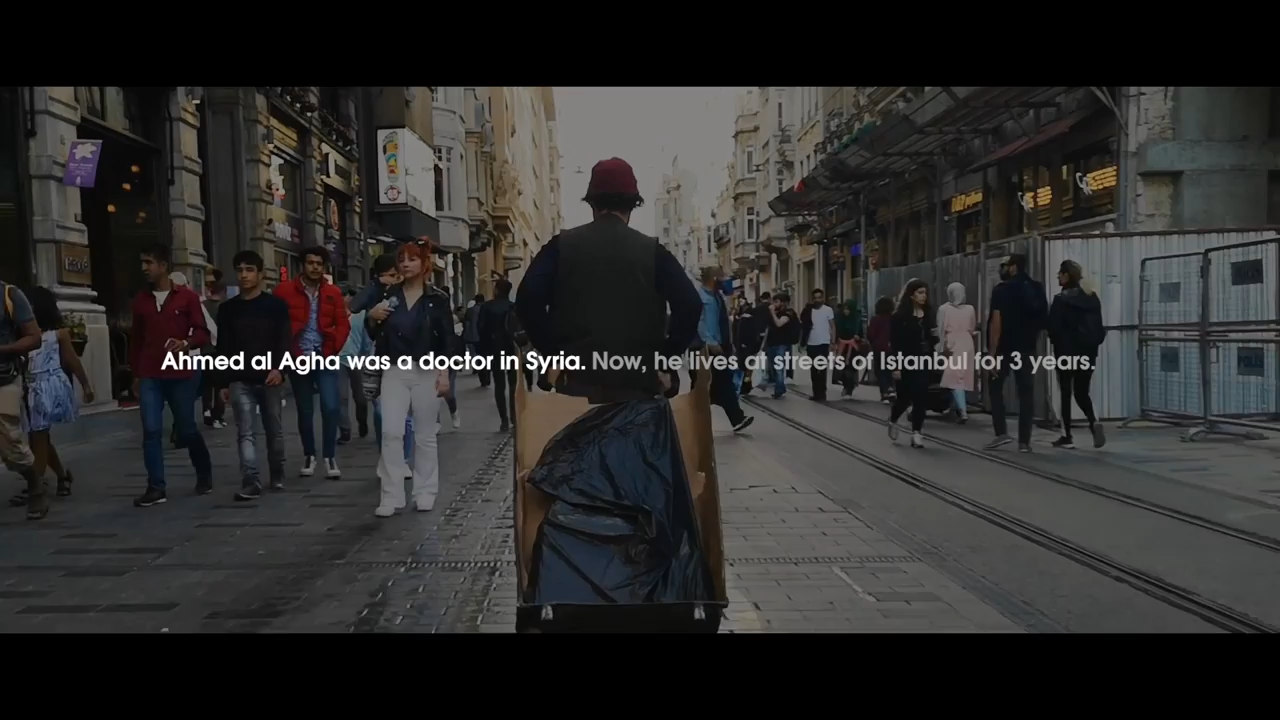 Ahmed al Agha was a doctor in Syria. Now, he lives at streets of Istanbul for 3 years.